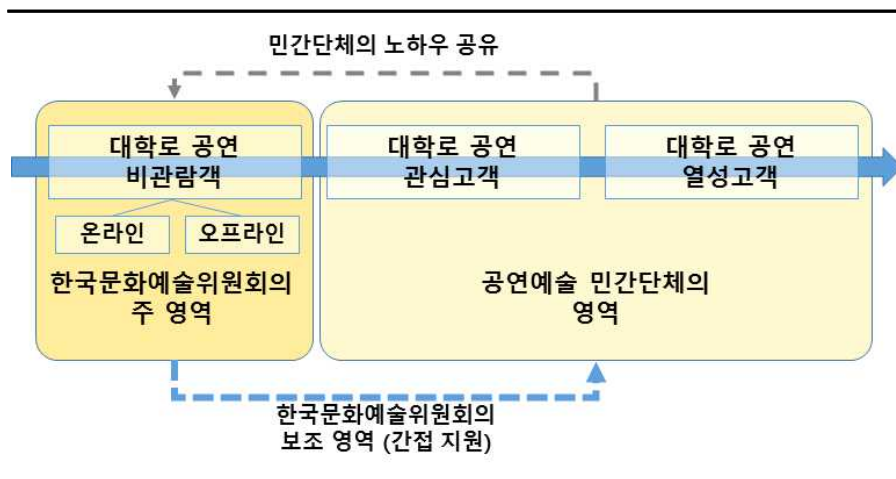 민간단체의 노하우 공유
대학로 공연
비관람객
대학로 공연
관심고객
대학로 공연
열성고객
온라인
오프라인
한국문화예술위원회의
주 영역
공연예술 민간단체의
영역
한국문화예술위원회의
보조 영역 (간접 지원)